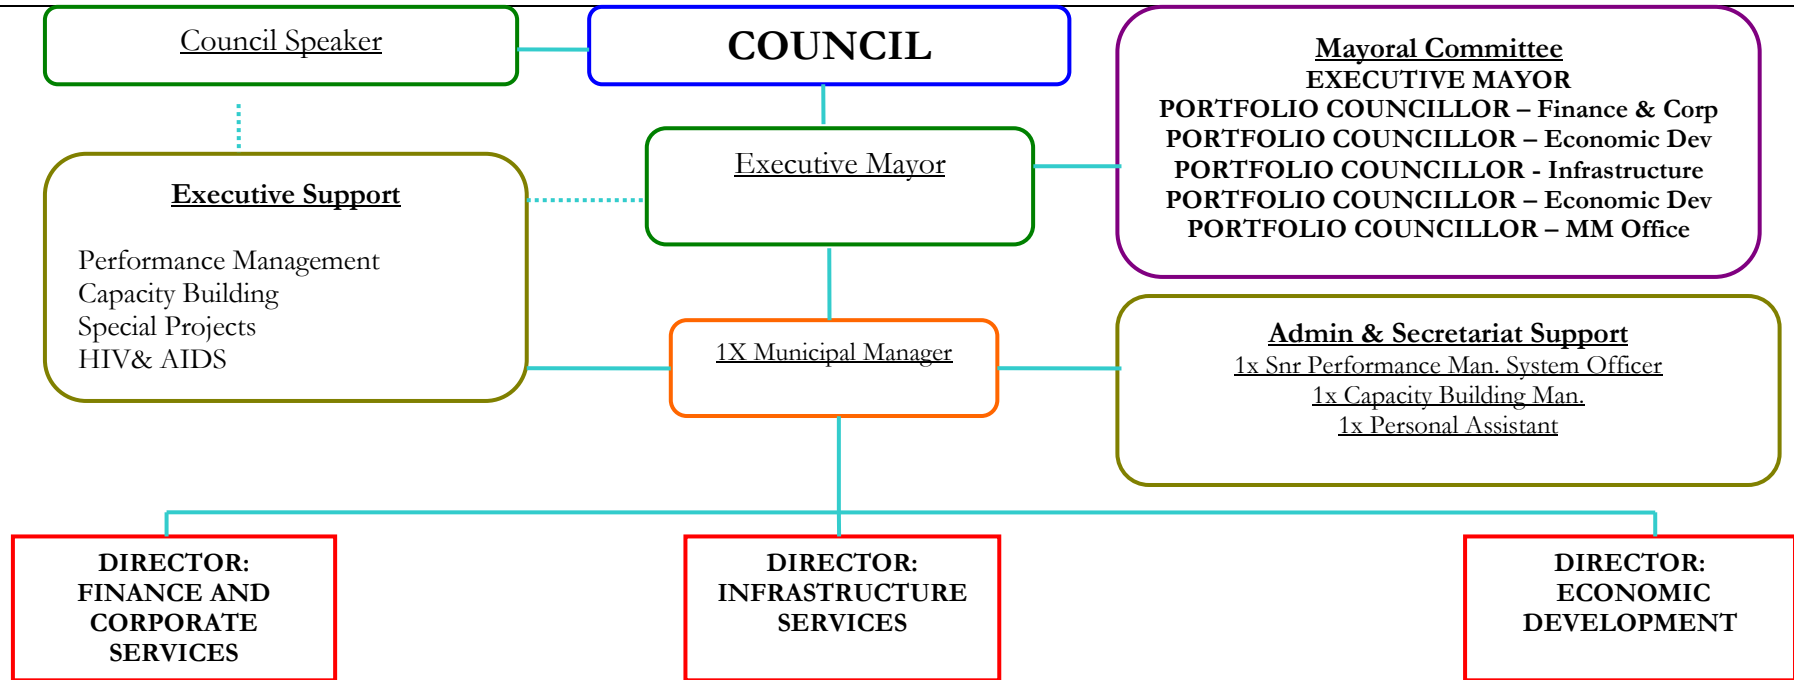 Council Speaker
COUNCIL
Mayoral Committee
EXECUTIVE MAYOR
PORTFOLIO COUNCILLOR – Finance & Corp
PORTFOLIO COUNCILLOR – Economic Dev
PORTFOLIO COUNCILLOR - Infrastructure
PORTFOLIO COUNCILLOR – Economic Dev
PORTFOLIO COUNCILLOR – MM Office
Executive Mayor
Executive Support
Performance Management
Capacity Building
Special Projects
HIV& AIDS
1X Municipal Manager
Admin & Secretariat Support
1x Snr Performance Man. System Officer
1x Capacity Building Man.
1x Personal Assistant
DIRECTOR:
FINANCE AND
CORPORATE
SERVICES
DIRECTOR:
INFRASTRUCTURE
SERVICES
DIRECTOR:
ECONOMIC
DEVELOPMENT